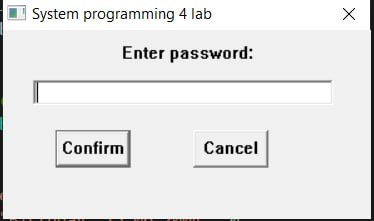 System programming 4 lab
Enter password:
Confirm Cancel